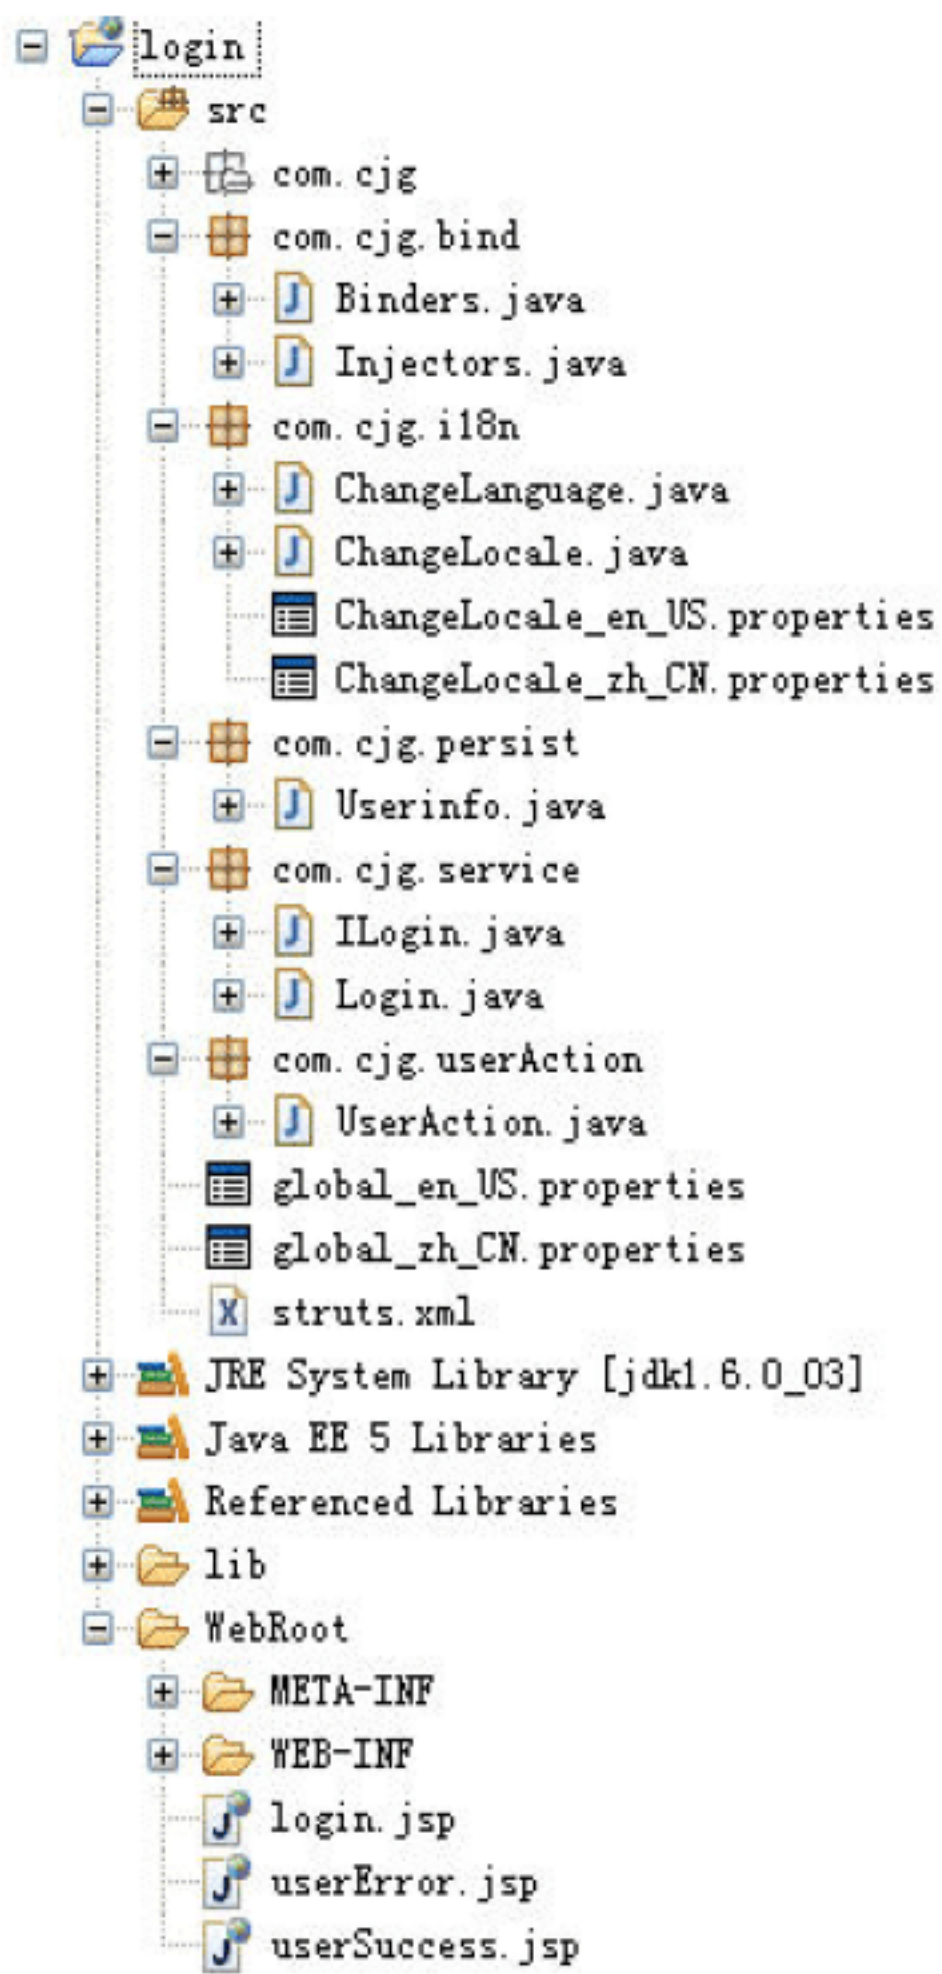 login
src
com.cjg
com.cjg.bind
Binders.java
Injectors.java
com.cjg.i18n
ChangeLanguage.java
ChangeLocale.java
ChangeLocale_en_US.properties
ChangeLocale_zh_CN.properties
com.cjg.persist
Userinfo.java
com.cjg.service
ILogin.java
Login.java
com.cjg.userAction
UserAction.java
global_en_US.properties
global_zh_CN.properties
struts.xml
JRE System Library [jdk1.6.0_03]
Java EE 5 Libraries
Referenced Libraries
lib
WebRoot
META-INF
WEB-INF
login.jsp
userError.jsp
userSuccess.jsp